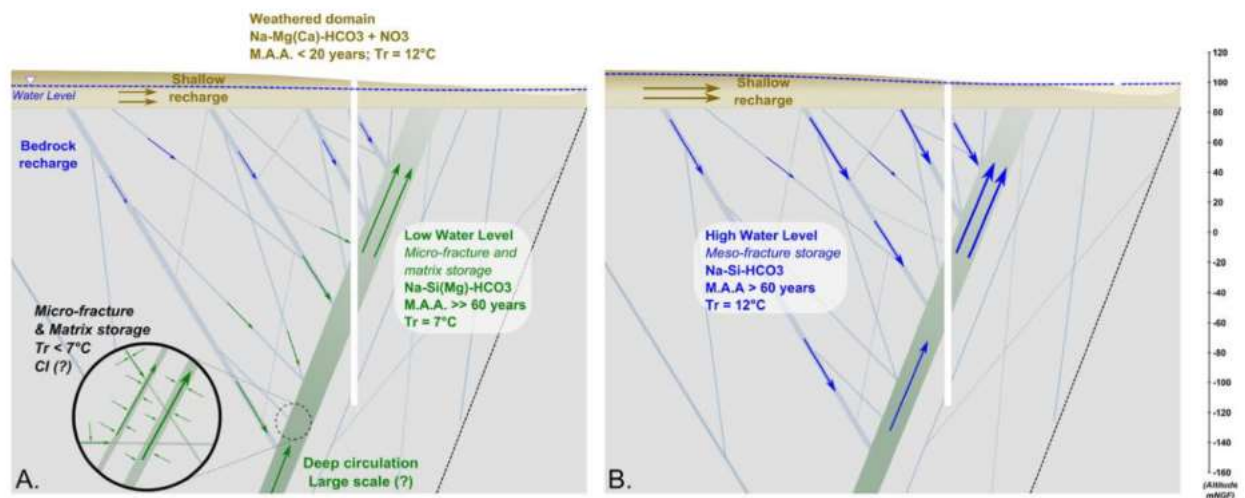 Weathered domain
Na-Mg(Ca)-HCO3 + NO3
M.A.A. < 20 years; Tr = 12°C
Water Level
Shallow
recharge
Bedrock
recharge
Low Water Level
Micro-fracture and
matrix storage
Na-Si(Mg)-HCO3
M.A.A. >> 60 years
Tr = 7°C
Micro-fracture
& Matrix storage
Tr < 7°C
Cl (?)
Deep circulation
Large scale (?)
A.
Shallow
recharge
High Water Level
Meso-fracture storage
Na-Si-HCO3
M.A.A > 60 years
Tr = 12°C
B.
120
100
80
60
40
20
0
-20
-40
-60
-80
-100
-120
-140
-160
(Altitude
mNGF)